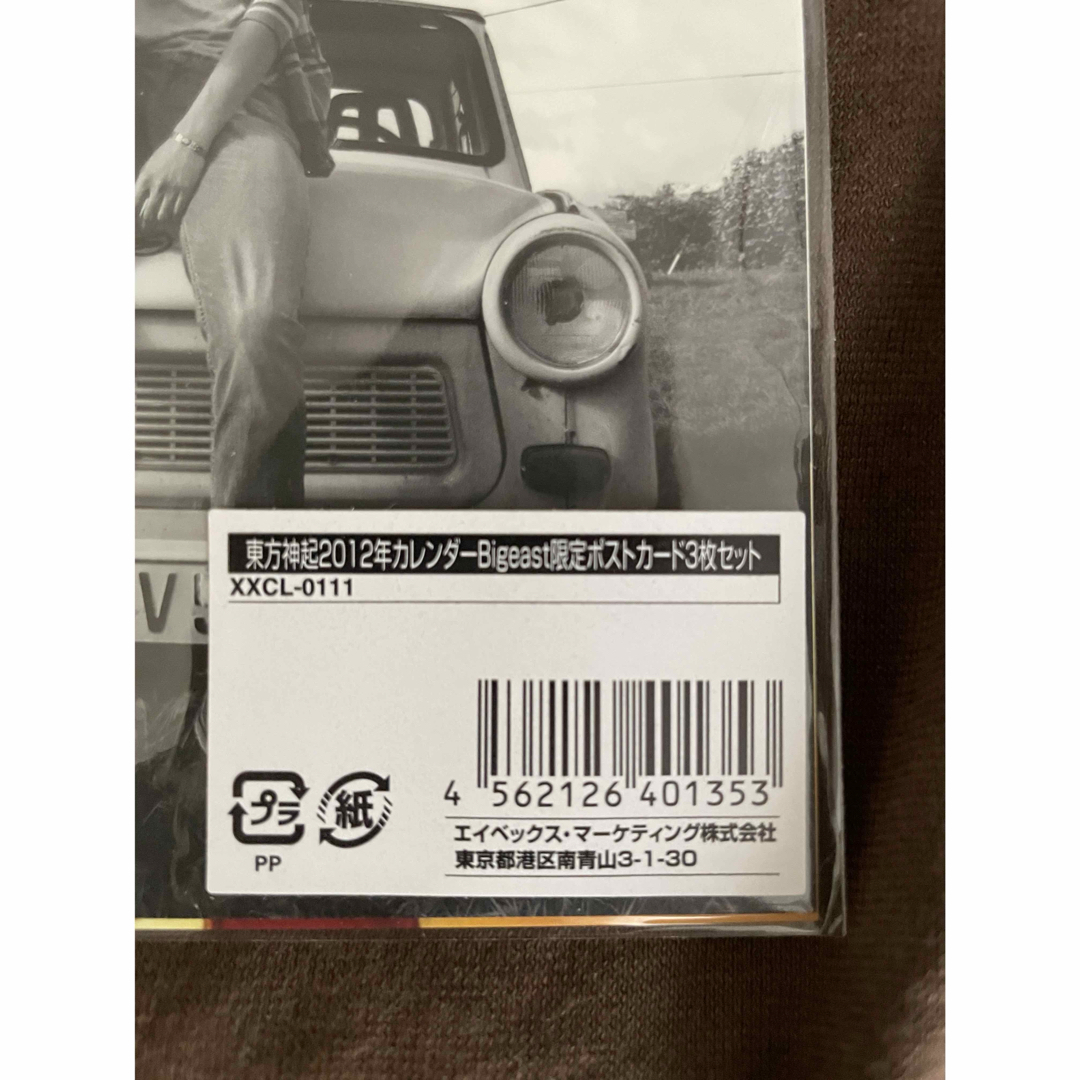 東方神起2012年カレンダーBigeast限定ポストカード3枚セット
XXCL-0111
V
4 562126 401353
プラ 紙
PP
エイベックス・マーケティング株式会社
東京都港区南青山3-1-30